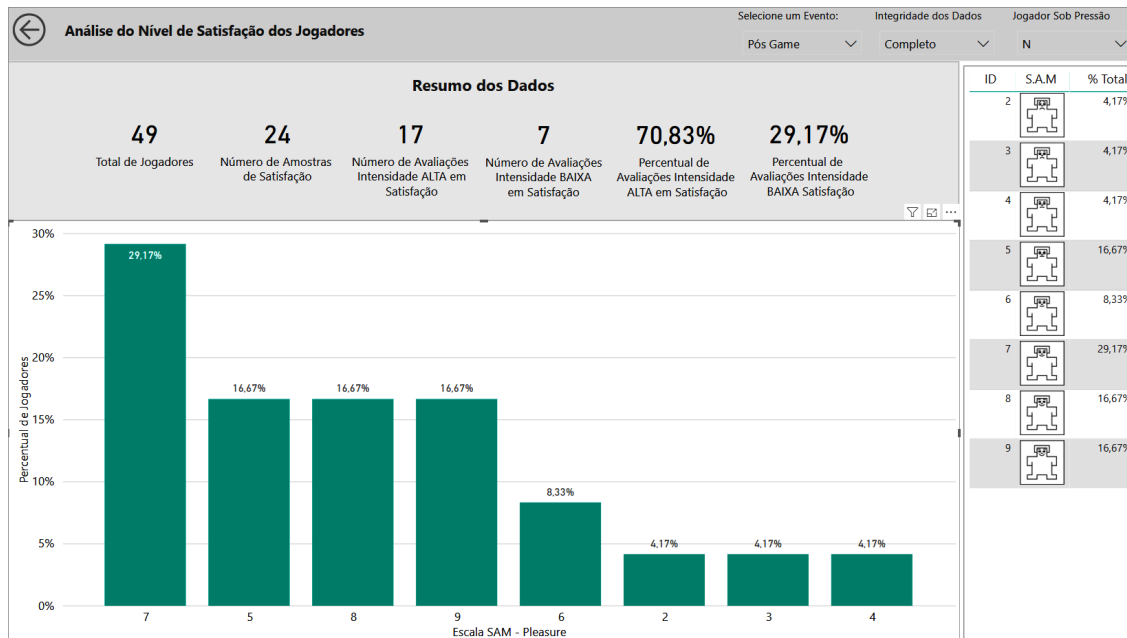 Análise do Nível de Satisfação dos Jogadores
Selecione um Evento:
Pós Game
Integridade dos Dados
Completo
Jogador Sob Pressão
N
Resumo dos Dados
49
Total de Jogadores
24
Número de Amostras
de Satisfação
17
Número de Avaliações
Intensidade ALTA em
Satisfação
7
Número de Avaliações
Intensidade BAIXA
em Satisfação
70,83%
Percentual de
Avaliações Intensidade
ALTA em Satisfação
29,17%
Percentual de
Avaliações Intensidade
BAIXA Satisfação
Percentual de Jogadores
30%
25%
20%
15%
10%
5%
0%
29,17%
16,67%
16,67%
16,67%
8,33%
4,17%
4,17%
4,17%
7
5
8
9
6
2
3
4
Escala SAM - Pleasure
ID S.A.M % Total
2 4,17%
3 4,17%
4 4,17%
5 16,67%
6 8,33%
7 29,17%
8 16,67%
9 16,67%